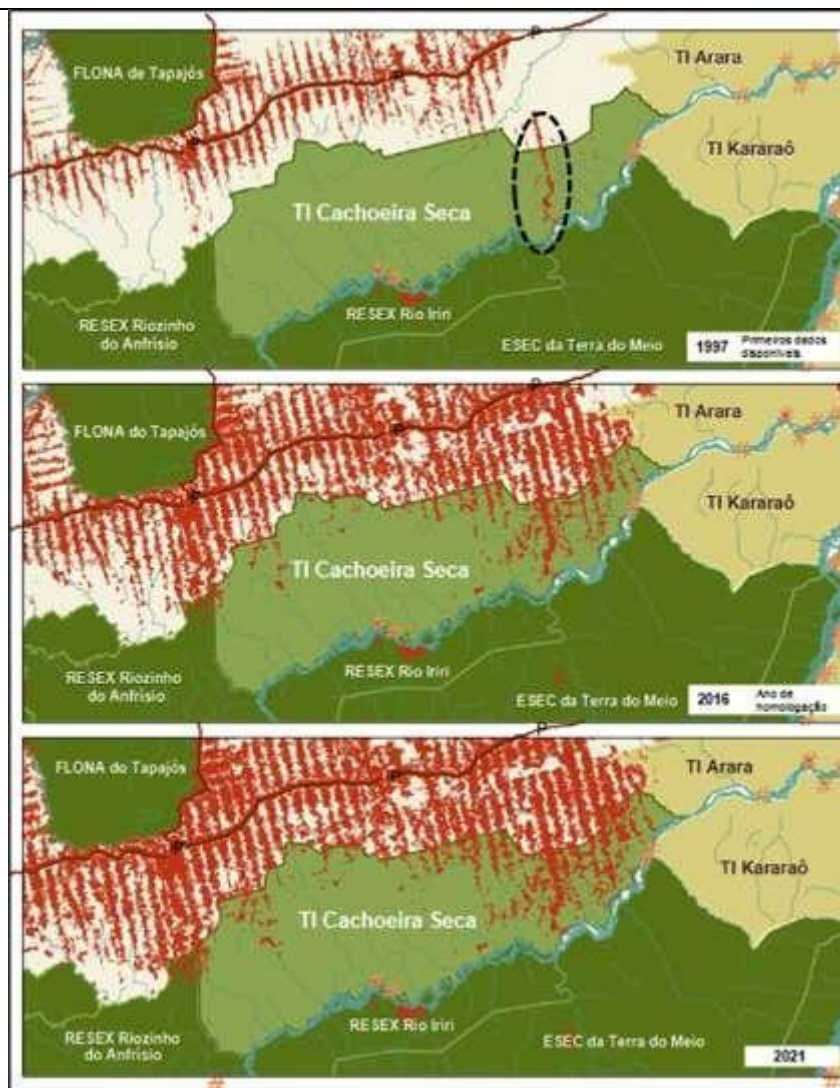 P
TI Arara
FLONA de Tapajós
P
TI Kararaô
P
TI Cachoeira Seca
RESEX Riozinho
do Anfrísio
RESEX Rio Iriri
ESEC da Terra do Meio
1997
Primeiros dados
disponíveis
P
TI Arara
FLONA do Tapajós
P
TI Kararaô
P
TI Cachoeira Seca
RESEX Riozinho
do Anfrísio
RESEX Rio Iriri
ESEC da Terra do Meio
2016
Ano de
homologação
P
TI Arara
FLONA do Tapajós
P
TI Kararaô
P
TI Cachoeira Seca
RESEX Riozinho
do Anfrísio
RESEX Rio Iriri
ESEC da Terra do Meio
2021